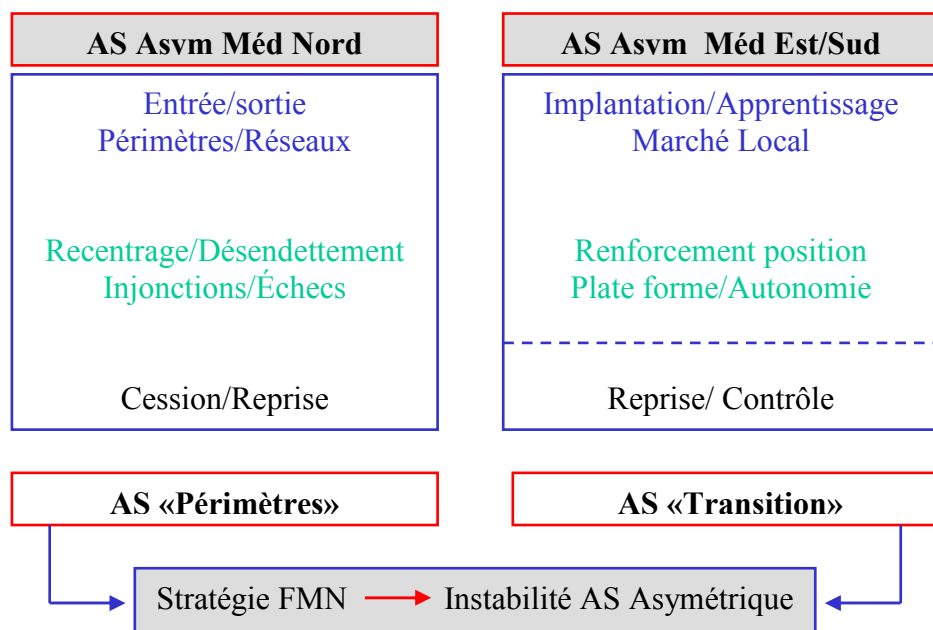 AS Asvm Méd Nord
Entrée/sortie
Périmètres/Réseaux
Recentrage/Désendettement
Injonctions/Échecs
Cession/Reprise
AS «Périmètres»
AS Asvm Méd Est/Sud
Implantation/Apprentissage
Marché Local
Renforcement position
Plate forme/Autonomie
Reprise/ Contrôle
AS «Transition»
Stratégie FMN
Instabilité AS Asymétrique